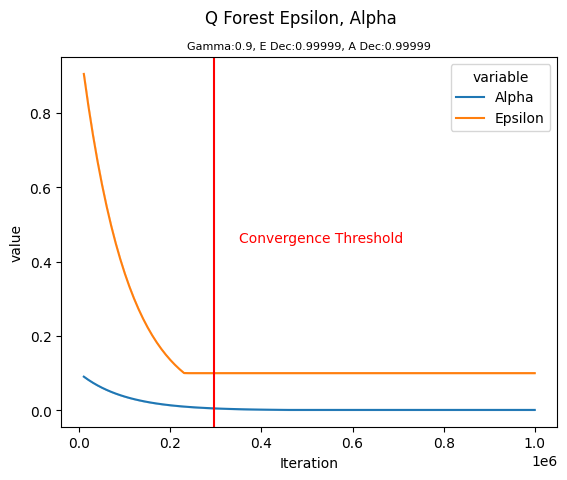 Q Forest Epsilon, Alpha
Gamma:0.9, E Dec:0.99999, A Dec:0.99999
variable
Alpha
Epsilon
Convergence Threshold
value
0.8
0.6
0.4
0.2
0.0
0.0 0.2 0.4 0.6 0.8 1.0
1e6
Iteration